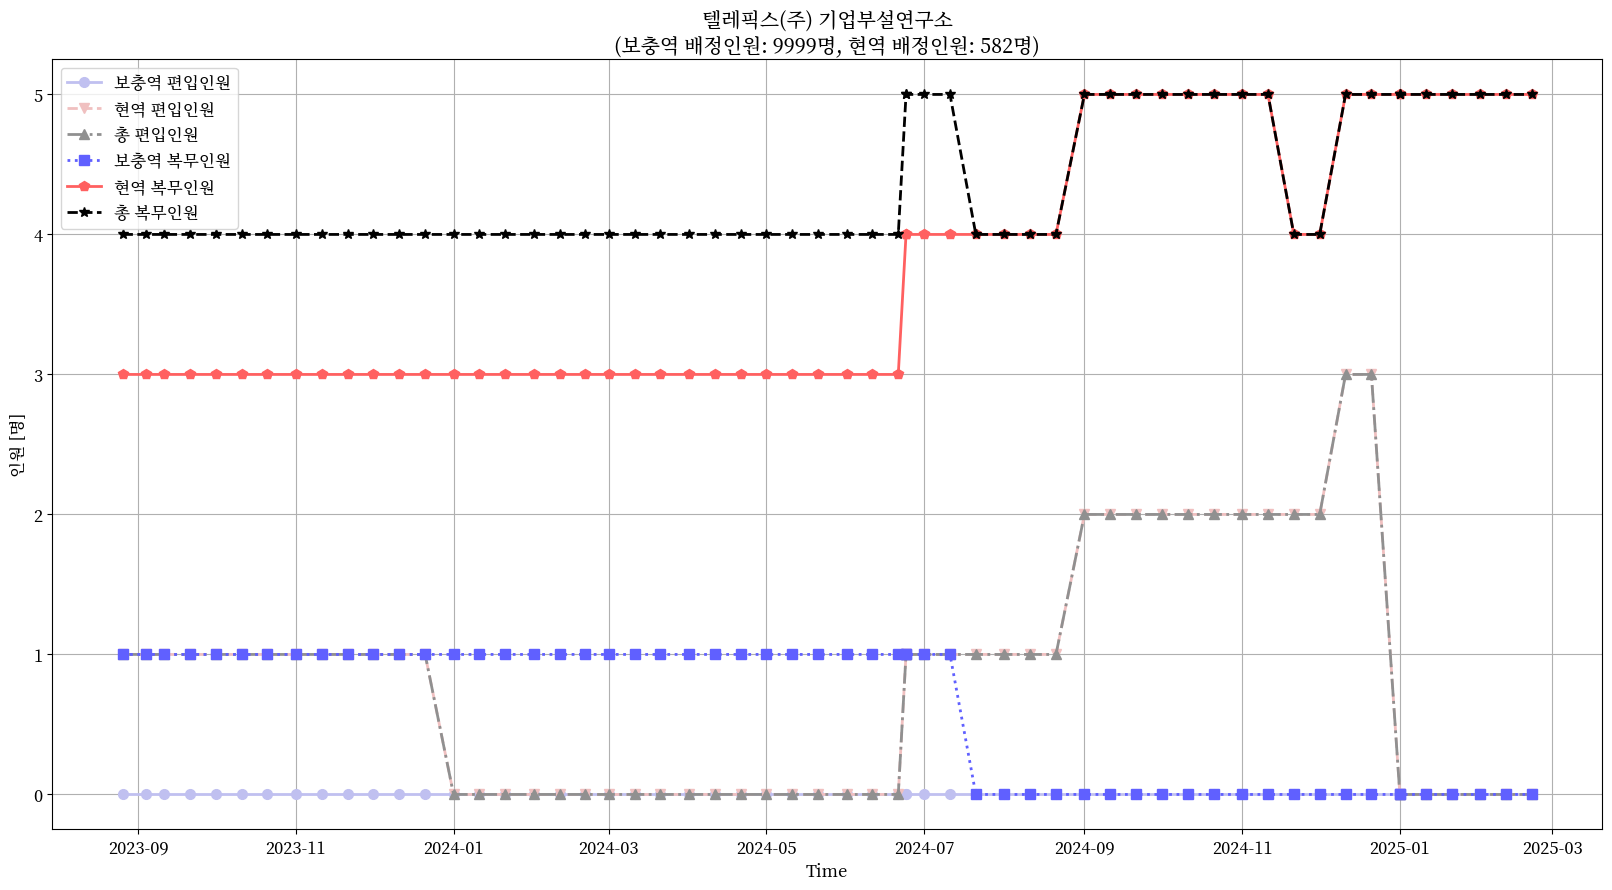 텔레픽스(주) 기업부설연구소
(보충역 배정인원: 9999명, 현역 배정인원: 582명)
보충역 편입인원
현역 편입인원
총 편입인원
보충역 복무인원
현역 복무인원
총 복무인원
인원 [명]
5
4
3
2
1
0
2023-09
2023-11
2024-01
2024-03
2024-05
2024-07
2024-09
2024-11
2025-01
2025-03
Time